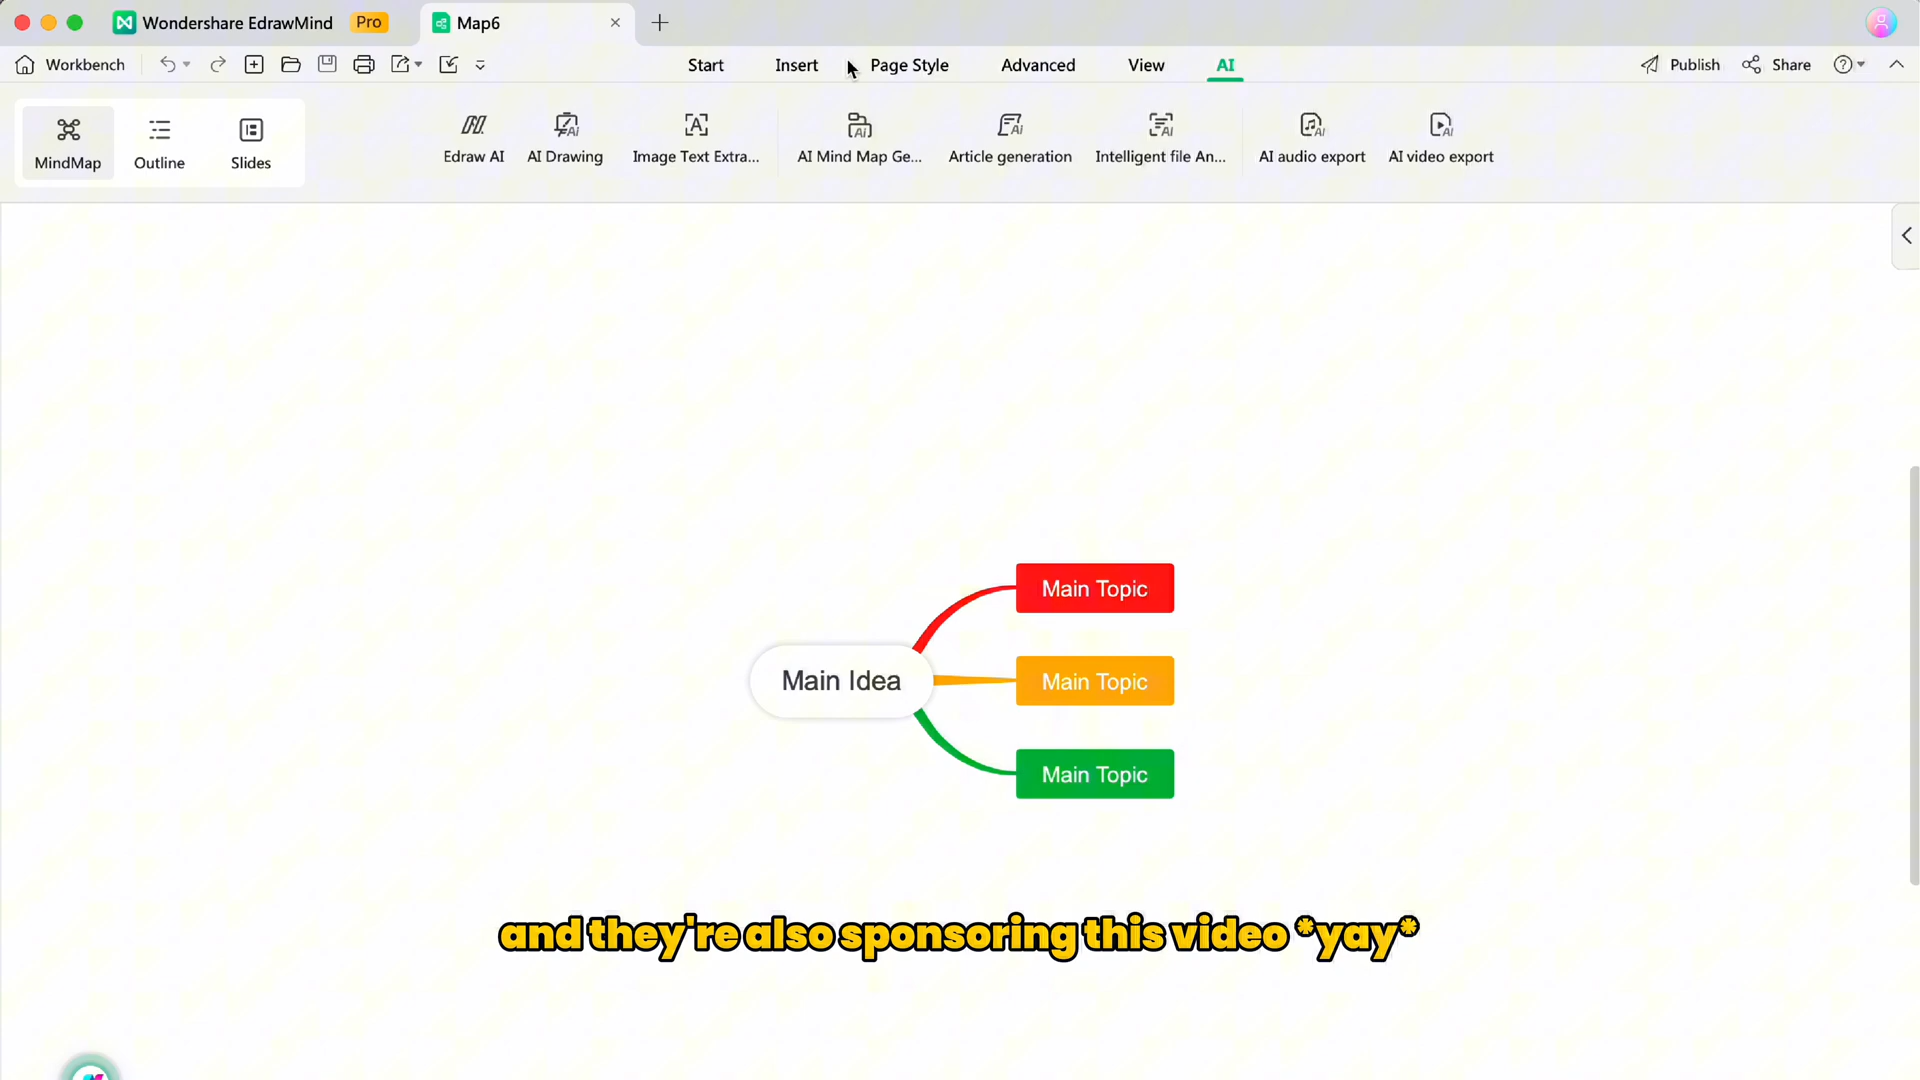 Wondershare EdrawMind Pro Map6
Workbench Start Insert Page Style Advanced View AI Publish Share
MindMap Outline Slides Edraw AI AI Drawing Image Text Extra... AI Mind Map Ge... Article generation Intelligent file An... AI audio export AI video export
Main Topic
Main Idea Main Topic
Main Topic
and they're also sponsoring this video *yay*